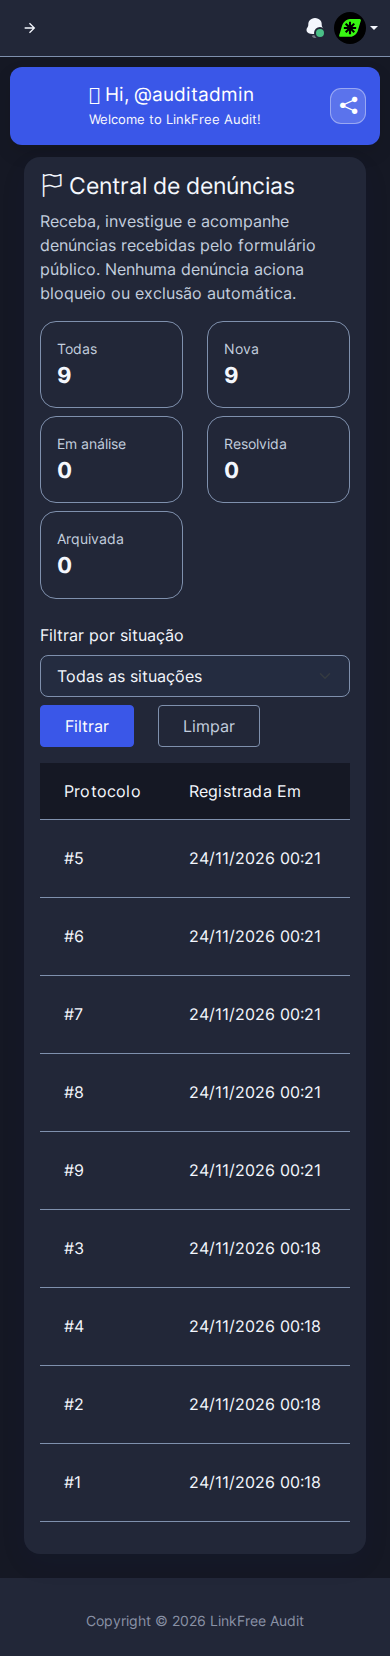 Hi, @auditadmin
Welcome to LinkFree Audit!
Central de denúncias
Receba, investigue e acompanhe
denúncias recebidas pelo formulário
público. Nenhuma denúncia aciona
bloqueio ou exclusão automática.
Todas
9
Nova
9
Em análise
0
Resolvida
0
Arquivada
0
Filtrar por situação
Todas as situações
Filtrar Limpar
Protocolo Registrada Em
#5 24/11/2026 00:21
#6 24/11/2026 00:21
#7 24/11/2026 00:21
#8 24/11/2026 00:21
#9 24/11/2026 00:21
#3 24/11/2026 00:18
#4 24/11/2026 00:18
#2 24/11/2026 00:18
#1 24/11/2026 00:18
Copyright © 2026 LinkFree Audit